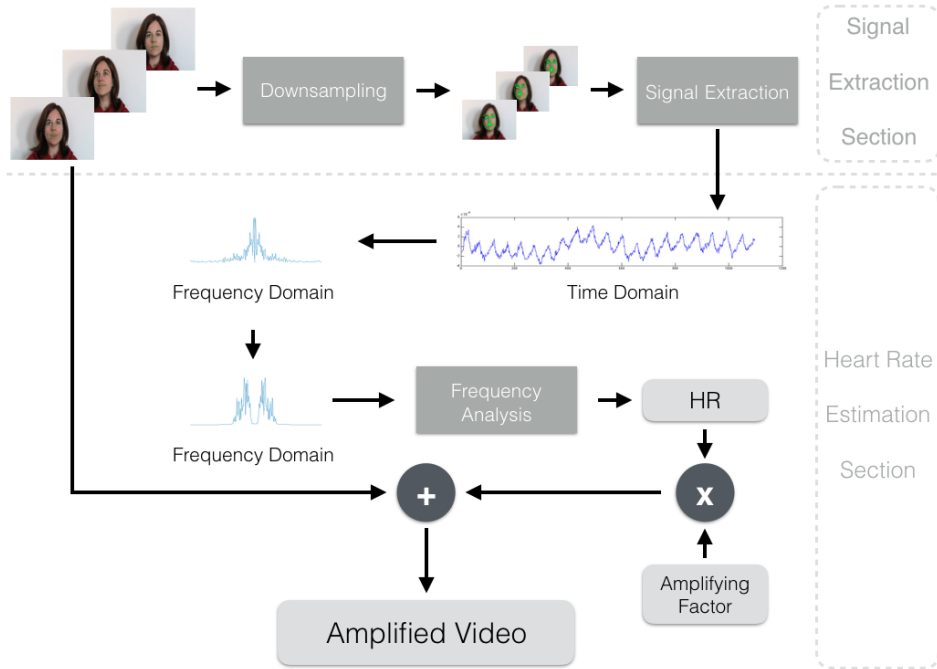 Signal
Extraction
Section
Downsampling
Signal Extraction
Frequency Domain
Time Domain
Heart Rate
Estimation
Section
Frequency
Analysis
HR
Frequency Domain
+
x
Amplifying
Factor
Amplified Video